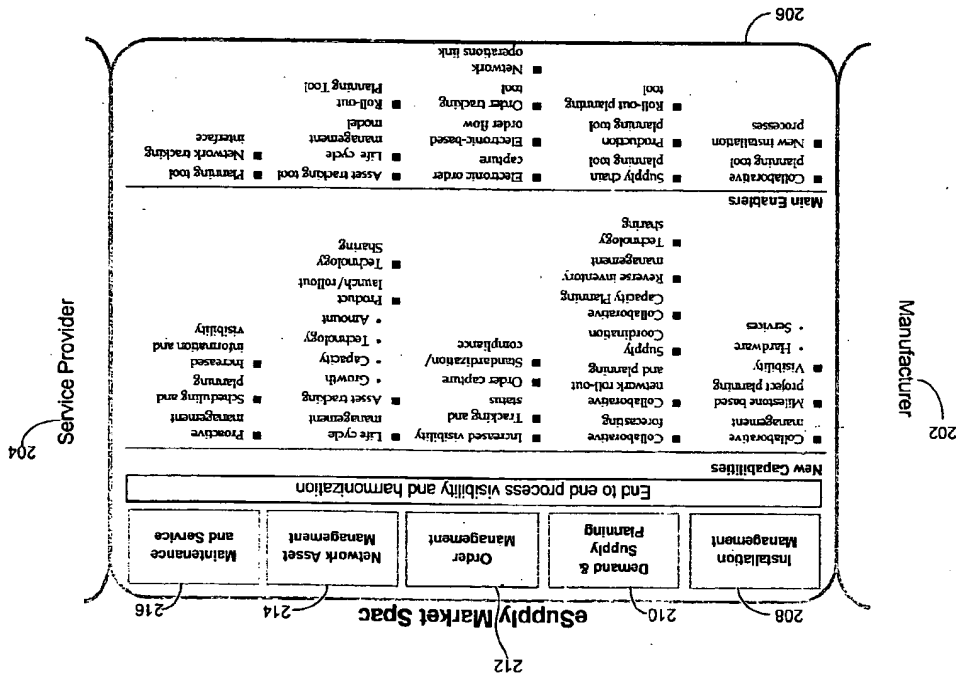 212
eSupply Market Spac
208
210
214
216
Installation
Management
Demand &
Supply
Planning
Order
Management
Network Asset
Management
Maintenance
and Service
End to end process visibility and harmonization
New Capabilities
■ Collaborative
management
■ Milestone based
project planning
■ Visibility
• Hardware
• Services
■ Collaborative
forecasting
■ Collaborative
network roll-out
and planning
■ Supply
Coordination
■ Collaborative
Capacity Planning
■ Reverse inventory
management
■ Technology
sharing
■ Increased visibility
■ Tracking and
status
■ Order capture
■ Standardization/
compliance
■ Life cycle
management
■ Asset tracking
• Growth
• Capacity
• Technology
• Amount
■ Product
launch/rollout
■ Technology
Sharing
■ Proactive
management
■ Scheduling and
planning
■ Increased
information and
visibility
Main Enablers
■ Collaborative
planning tool
■ New installation
processes
■ Supply chain
planning tool
■ Production
planning tool
■ Roll-out planning
tool
■ Electronic order
capture
■ Electronic-based
order flow
■ Order tracking
tool
■ Network
operations link
■ Asset tracking tool
■ Life cycle
management
model
■ Roll-out
Planning Tool
■ Planning tool
■ Network tracking
interface
Manufacturer
202
Service Provider
204
206